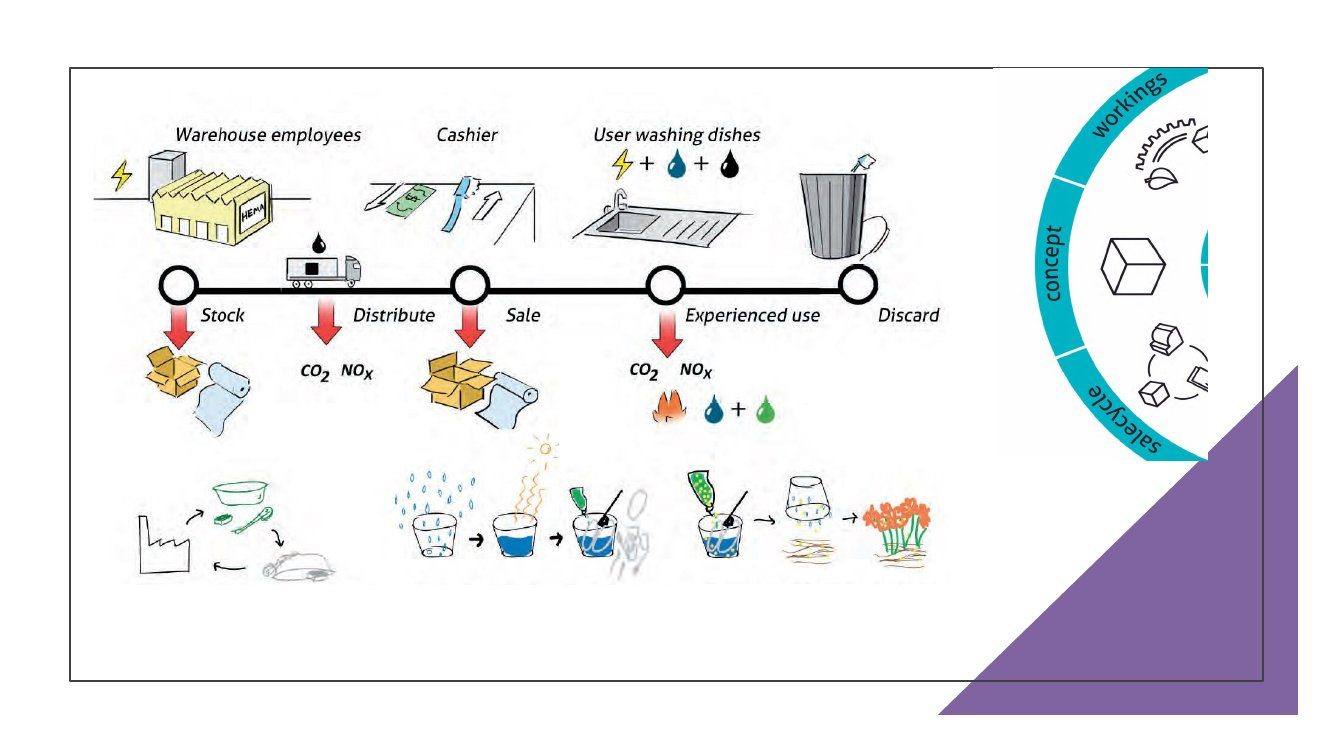 Warehouse employees
Cashier
User washing dishes
+ +
HEMA
Stock
Distribute
Sale
Experienced use
Discard
CO2 NOX
CO2 NOX
+
workings
concept
salecycle